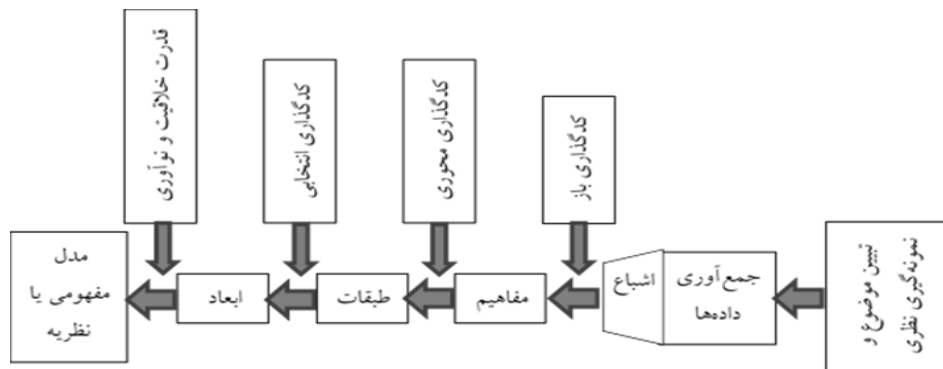 تبیین موضوع و
نمونه‌گیری نظری
جمع‌آوری
داده‌ها
اشباع
کدگذاری باز
مفاهیم
کدگذاری محوری
طبقات
کدگذاری انتخابی
ابعاد
قدرت خلاقیت و نوآوری
مدل
مفهومی یا
نظریه